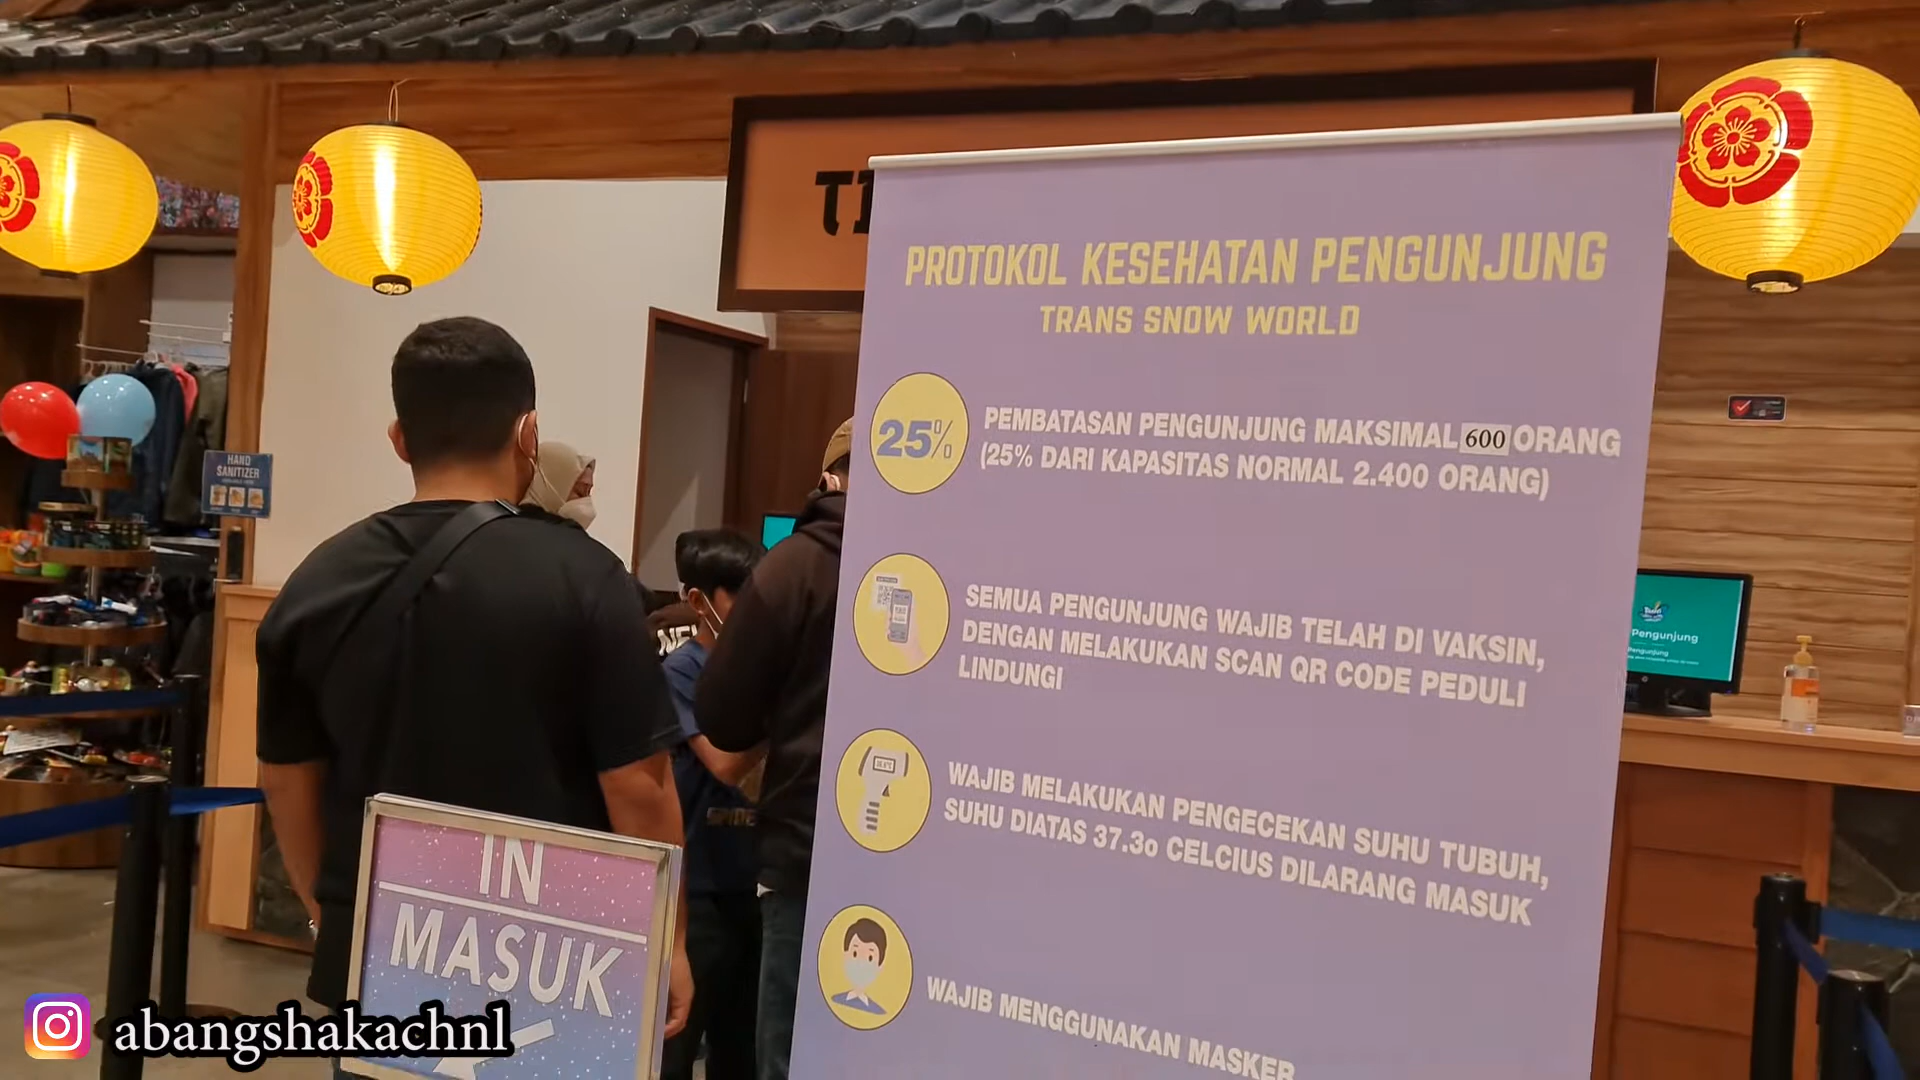 PROTOKOL KESEHATAN PENGUNJUNG
TRANS SNOW WORLD
25%
PEMBATASAN PENGUNJUNG MAKSIMAL 600 ORANG
(25% DARI KAPASITAS NORMAL 2.400 ORANG)
SEMUA PENGUNJUNG WAJIB TELAH DI VAKSIN,
DENGAN MELAKUKAN SCAN QR CODE PEDULI
LINDUNGI
WAJIB MELAKUKAN PENGECEKAN SUHU TUBUH,
SUHU DIATAS 37.3o CELCIUS DILARANG MASUK
WAJIB MENGGUNAKAN MASKER
HAND
SANITIZER
IN
MASUK
Pengunjung
Pengunjung
abangshakachnl